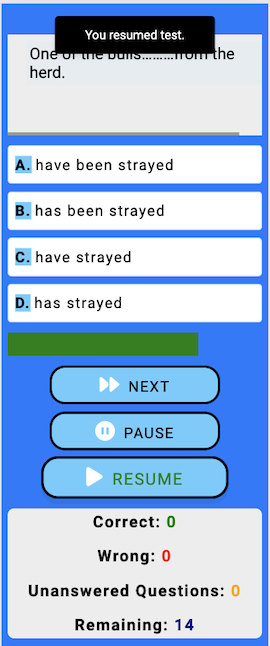 You resumed test.
One of the bulls.........from the
herd.
A. have been strayed
B. has been strayed
C. have strayed
D. has strayed
NEXT
PAUSE
RESUME
Correct: 0
Wrong: 0
Unanswered Questions: 0
Remaining: 14